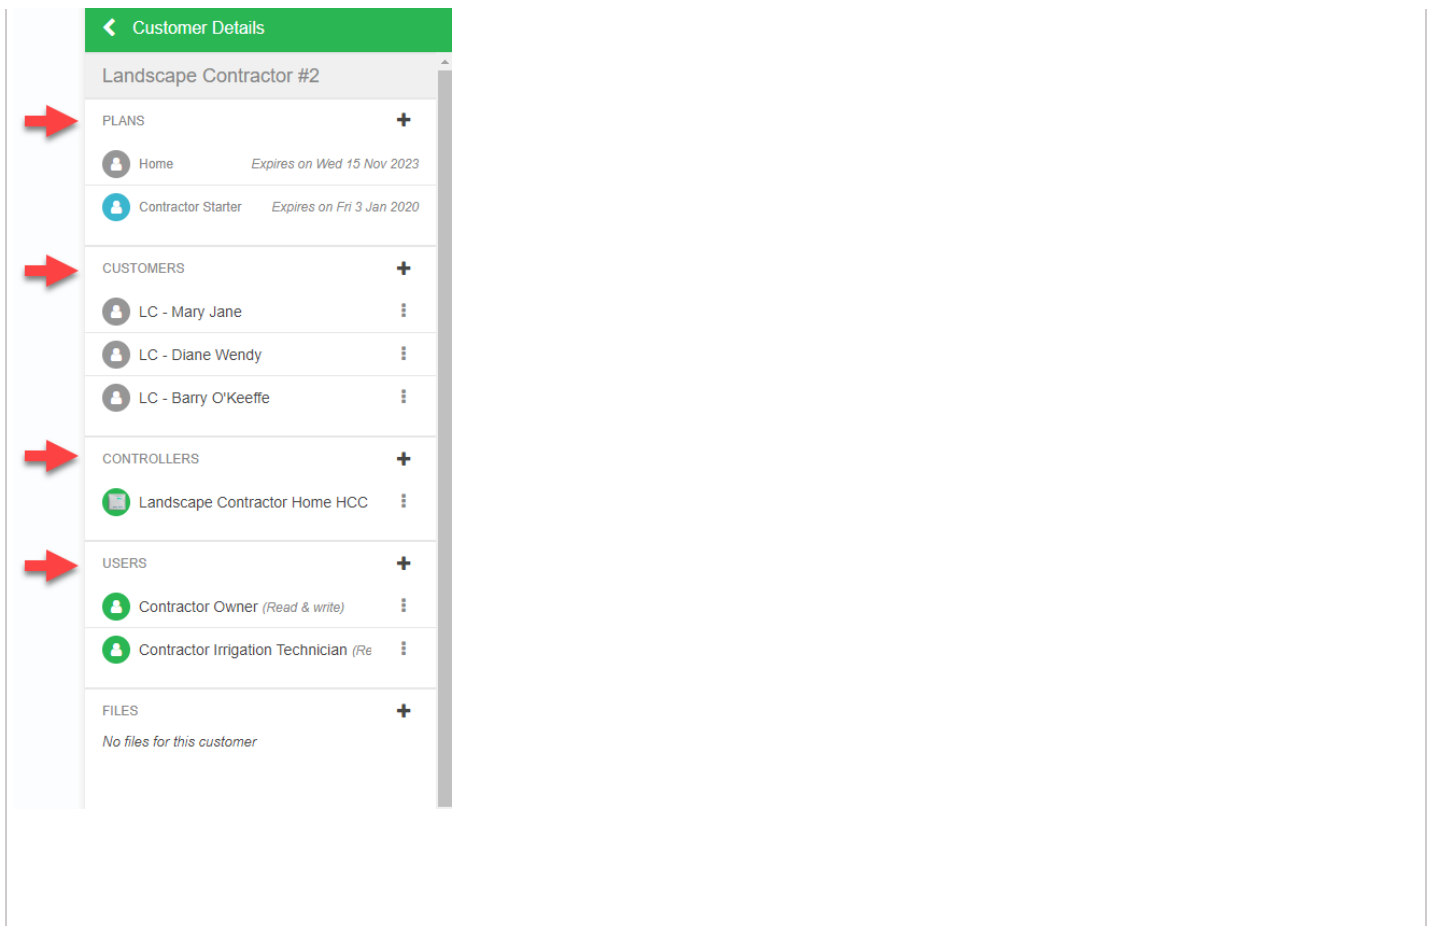 Customer Details
Landscape Contractor #2
PLANS
Home Expires on Wed 15 Nov 2023
Contractor Starter Expires on Fri 3 Jan 2020
CUSTOMERS
LC - Mary Jane
LC - Diane Wendy
LC - Barry O'Keeffe
CONTROLLERS
Landscape Contractor Home HCC
USERS
Contractor Owner (Read & write)
Contractor Irrigation Technician (Re
FILES
No files for this customer